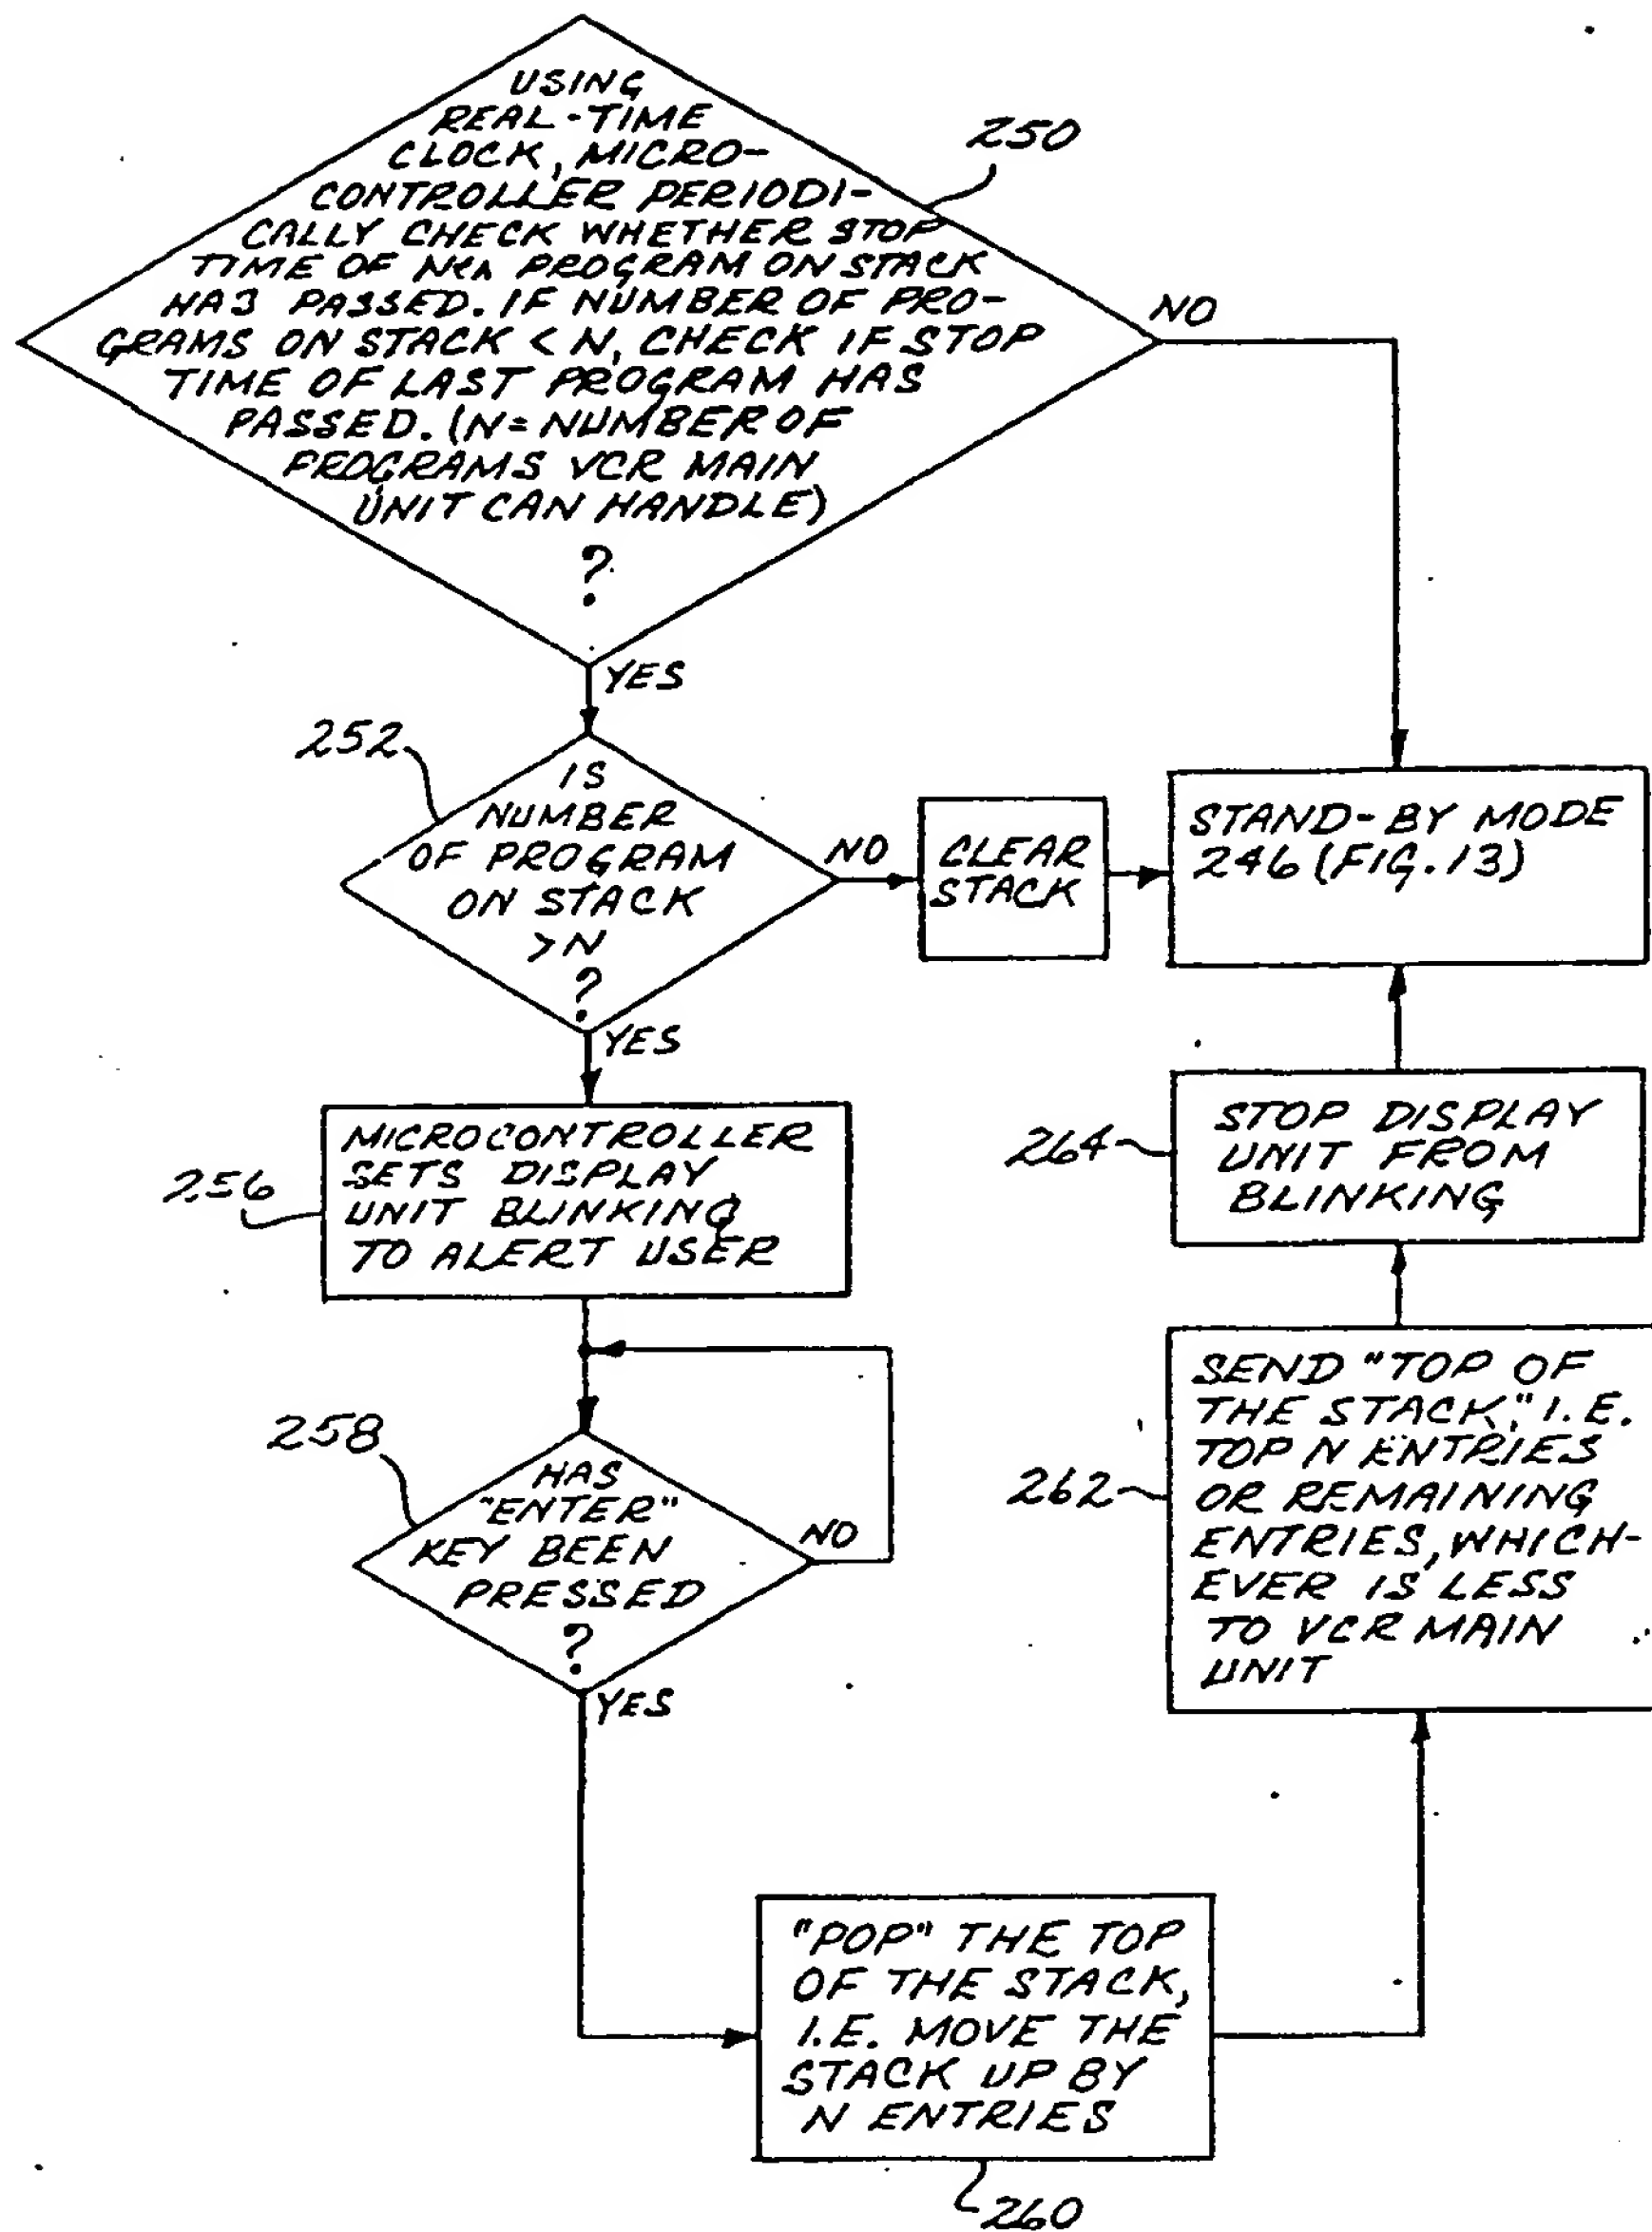 USING
REAL-TIME
CLOCK, MICRO-
CONTROLLER PERIODI-
CALLY CHECK WHETHER STOP
TIME OF Nth PROGRAM ON STACK
HAS PASSED. IF NUMBER OF PRO-
GRAMS ON STACK < N, CHECK IF STOP
TIME OF LAST PROGRAM HAS
PASSED. (N = NUMBER OF
PROGRAMS VCR MAIN
UNIT CAN HANDLE)
?
250
NO
YES
252
IS
NUMBER
OF PROGRAM
ON STACK
>N
?
NO
CLEAR
STACK
STAND-BY MODE
246 (FIG. 13)
YES
256
MICROCONTROLLER
SETS DISPLAY
UNIT BLINKING
TO ALERT USER
258
HAS
"ENTER"
KEY BEEN
PRESSED
?
NO
YES
"POP" THE TOP
OF THE STACK,
I.E. MOVE THE
STACK UP BY
N ENTRIES
260
262
SEND "TOP OF
THE STACK," I.E.
TOP N ENTRIES
OR REMAINING
ENTRIES, WHICH-
EVER IS LESS
TO VCR MAIN
UNIT
264
STOP DISPLAY
UNIT FROM
BLINKING